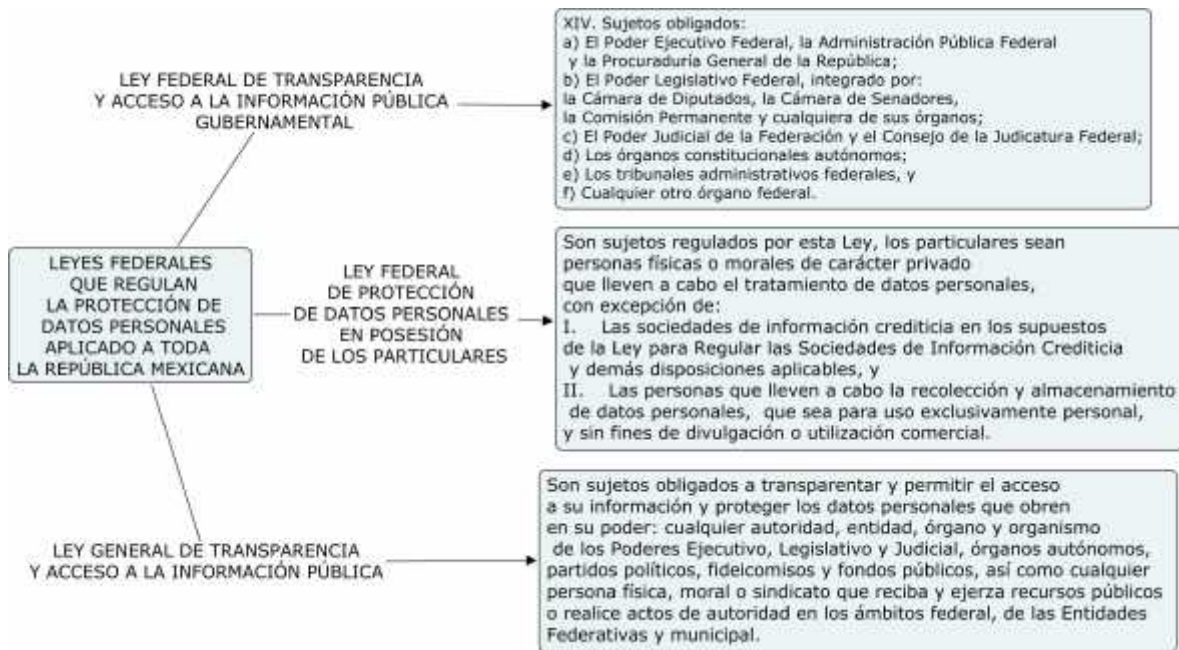 LEYES FEDERALES
QUE REGULAN
LA PROTECCIÓN DE
DATOS PERSONALES
APLICADO A TODA
LA REPÚBLICA MEXICANA
LEY FEDERAL DE TRANSPARENCIA
Y ACCESO A LA INFORMACIÓN PÚBLICA
GUBERNAMENTAL
XIV. Sujetos obligados:
a) El Poder Ejecutivo Federal, la Administración Pública Federal
y la Procuraduría General de la República;
b) El Poder Legislativo Federal, integrado por:
la Cámara de Diputados, la Cámara de Senadores,
la Comisión Permanente y cualquiera de sus órganos;
c) El Poder Judicial de la Federación y el Consejo de la Judicatura Federal;
d) Los órganos constitucionales autónomos;
e) Los tribunales administrativos federales, y
f) Cualquier otro órgano federal.
LEY FEDERAL
DE PROTECCIÓN
DE DATOS PERSONALES
EN POSESIÓN
DE LOS PARTICULARES
Son sujetos regulados por esta Ley, los particulares sean
personas físicas o morales de carácter privado
que lleven a cabo el tratamiento de datos personales,
con excepción de:
I. Las sociedades de información crediticia en los supuestos
de la Ley para Regular las Sociedades de Información Crediticia
y demás disposiciones aplicables, y
II. Las personas que lleven a cabo la recolección y almacenamiento
de datos personales, que sea para uso exclusivamente personal,
y sin fines de divulgación o utilización comercial.
LEY GENERAL DE TRANSPARENCIA
Y ACCESO A LA INFORMACIÓN PÚBLICA
Son sujetos obligados a transparentar y permitir el acceso
a su información y proteger los datos personales que obren
en su poder: cualquier autoridad, entidad, órgano y organismo
de los Poderes Ejecutivo, Legislativo y Judicial, órganos autónomos,
partidos políticos, fideicomisos y fondos públicos, así como cualquier
persona física, moral o sindicato que reciba y ejerza recursos públicos
o realice actos de autoridad en los ámbitos federal, de las Entidades
Federativas y municipal.